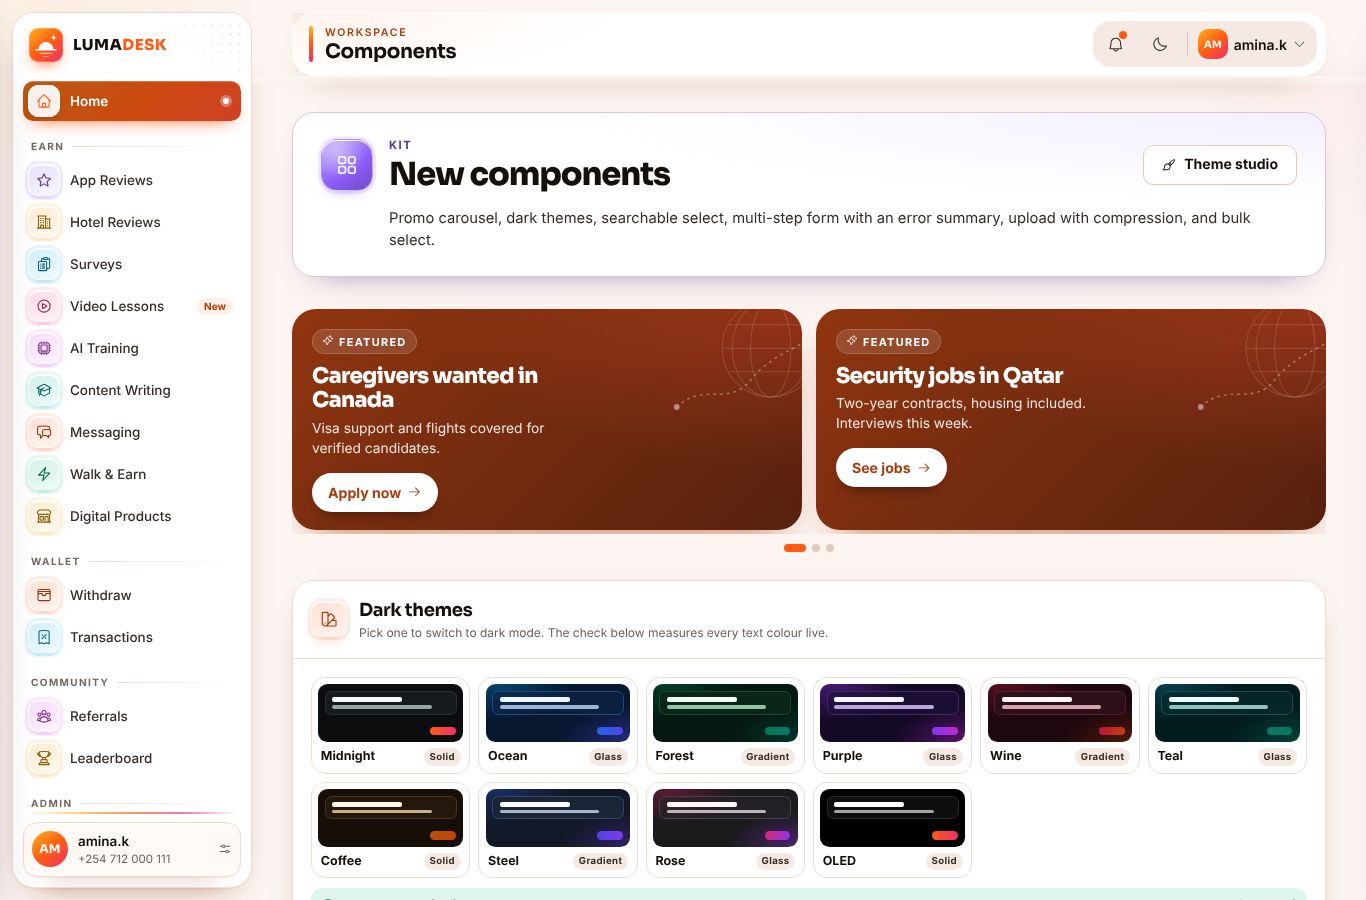 LUMADESK
Home
EARN
App Reviews
Hotel Reviews
Surveys
Video Lessons New
AI Training
Content Writing
Messaging
Walk & Earn
Digital Products
WALLET
Withdraw
Transactions
COMMUNITY
Referrals
Leaderboard
ADMIN
AM
amina.k
+254 712 000 111
WORKSPACE
Components
AM amina.k
KIT
New components
Theme studio
Promo carousel, dark themes, searchable select, multi-step form with an error summary, upload with compression, and bulk
select.
FEATURED
Caregivers wanted in
Canada
Visa support and flights covered for
verified candidates.
Apply now
FEATURED
Security jobs in Qatar
Two-year contracts, housing included.
Interviews this week.
See jobs
Dark themes
Pick one to switch to dark mode. The check below measures every text colour live.
Midnight Solid
Ocean Glass
Forest Gradient
Purple Glass
Wine Gradient
Teal Glass
Coffee Solid
Steel Gradient
Rose Glass
OLED Solid